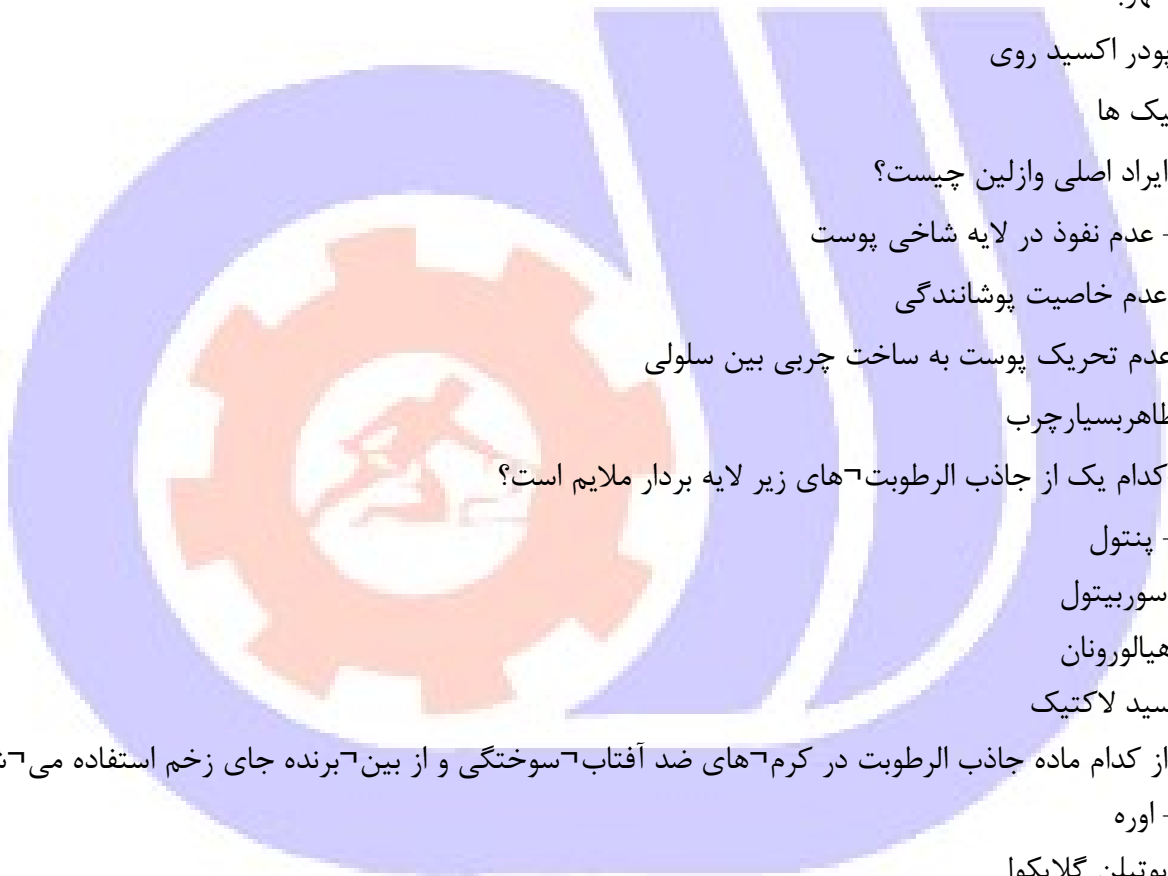 پودر اکسید روی
یک ها
ایراد اصلی وازلین چیست؟
- عدم نفوذ در لایه شاخی پوست
عدم خاصیت پوشانندگی
عدم تحریک پوست به ساخت چربی بین سلولی
ظاهربسیارچرب
کدام یک از جاذب الرطوبت¬های زیر لایه بردار ملایم است؟
- پنتول
سوربیتول
هیالورونان
سید لاکتیک
از کدام ماده جاذب الرطوبت در کرم¬های ضد آفتاب¬سوختگی و از بین¬برنده جای زخم استفاده می¬ش
- اوره
بوتیلن گلایکول